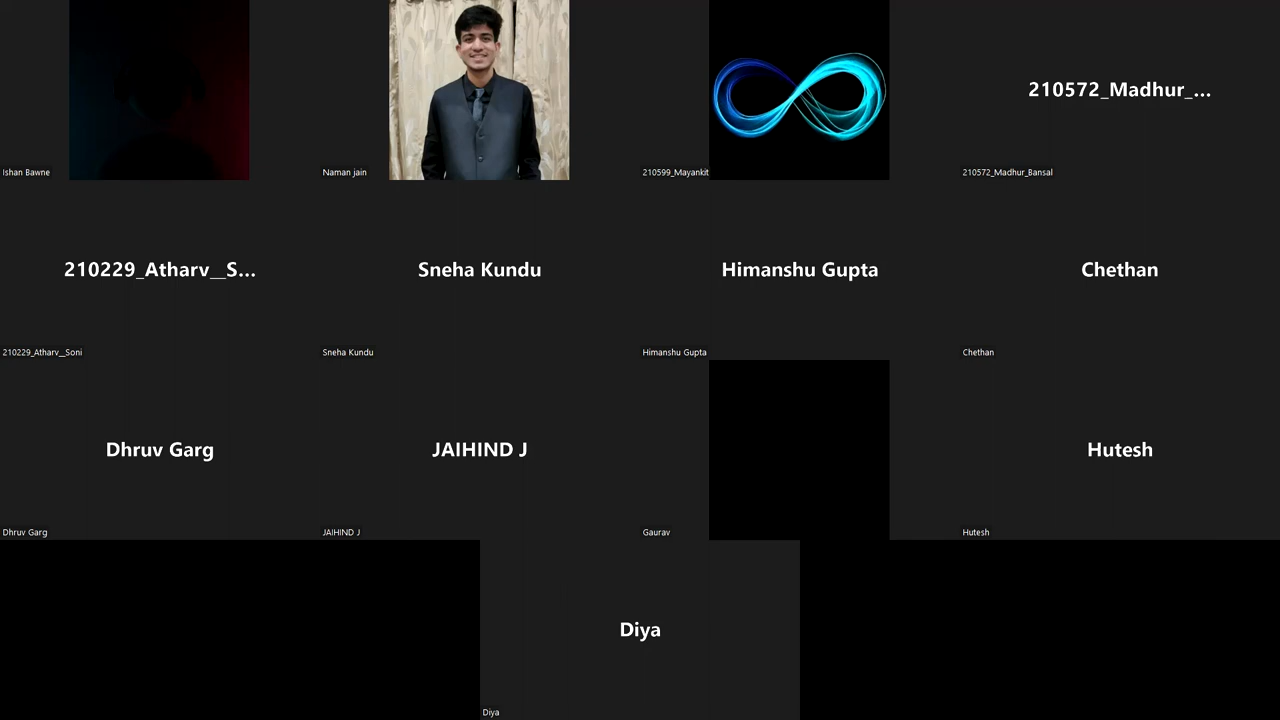 Ishan Bawne
Naman jain
210599_Mayankit
210572_Madhur_...
210572_Madhur_Bansal
210229_Atharv__S...
210229_Atharv__Soni
Sneha Kundu
Sneha Kundu
Himanshu Gupta
Himanshu Gupta
Chethan
Chethan
Dhruv Garg
Dhruv Garg
JAIHIND J
JAIHIND J
Gaurav
Hutesh
Hutesh
Diya
Diya